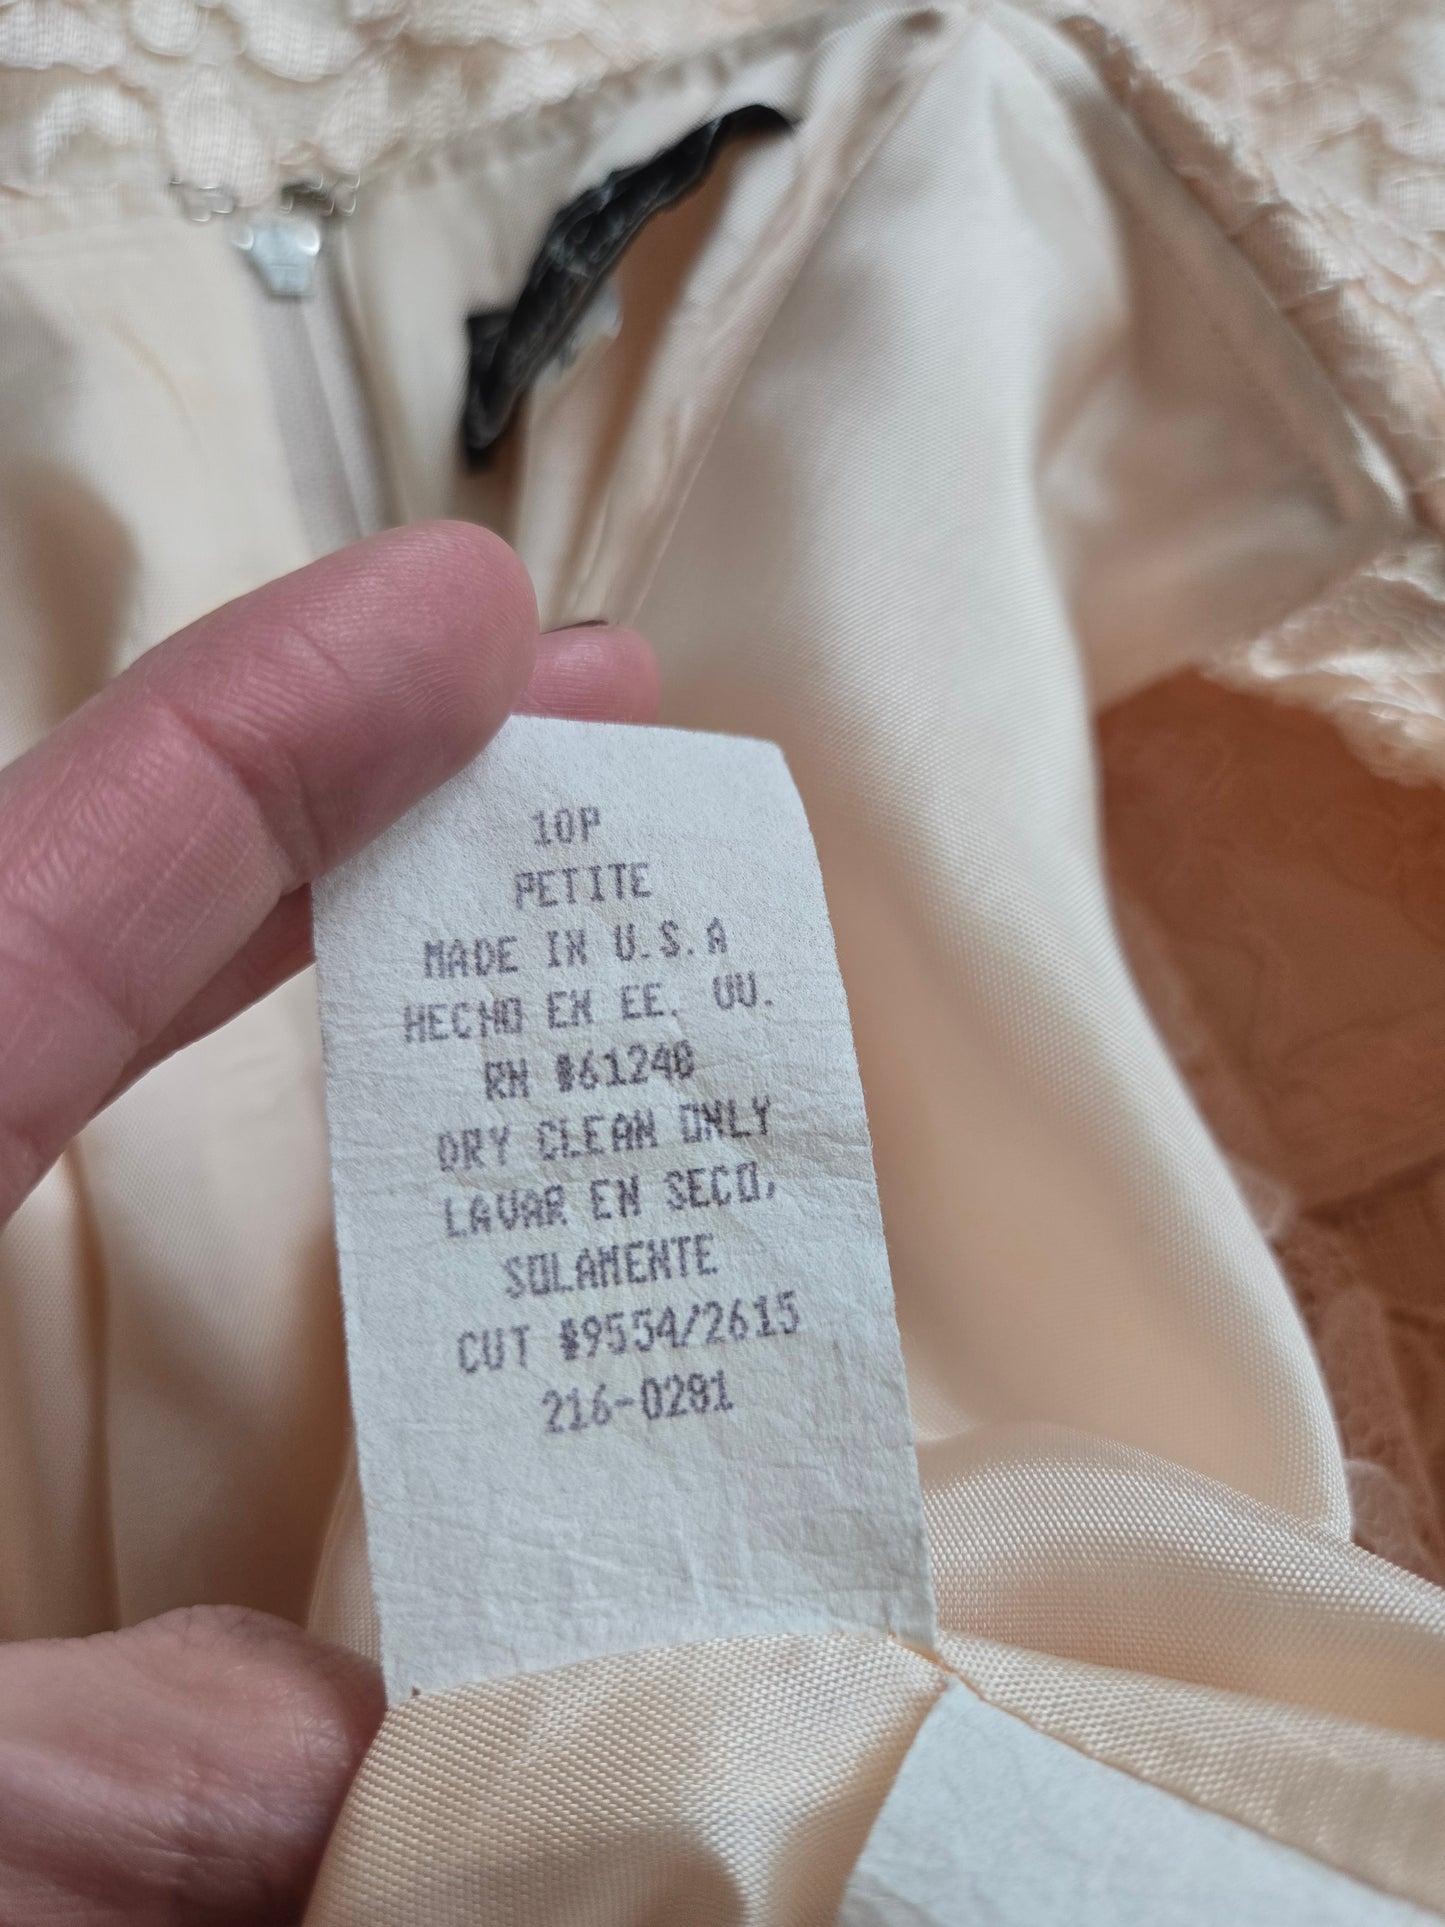 10P
PETITE
MADE IN U.S.A
HECHO EN EE. UU.
RN #61240
DRY CLEAN ONLY
LAVAR EN SECO,
SOLAMENTE
CUT #9554/2615
216-0281